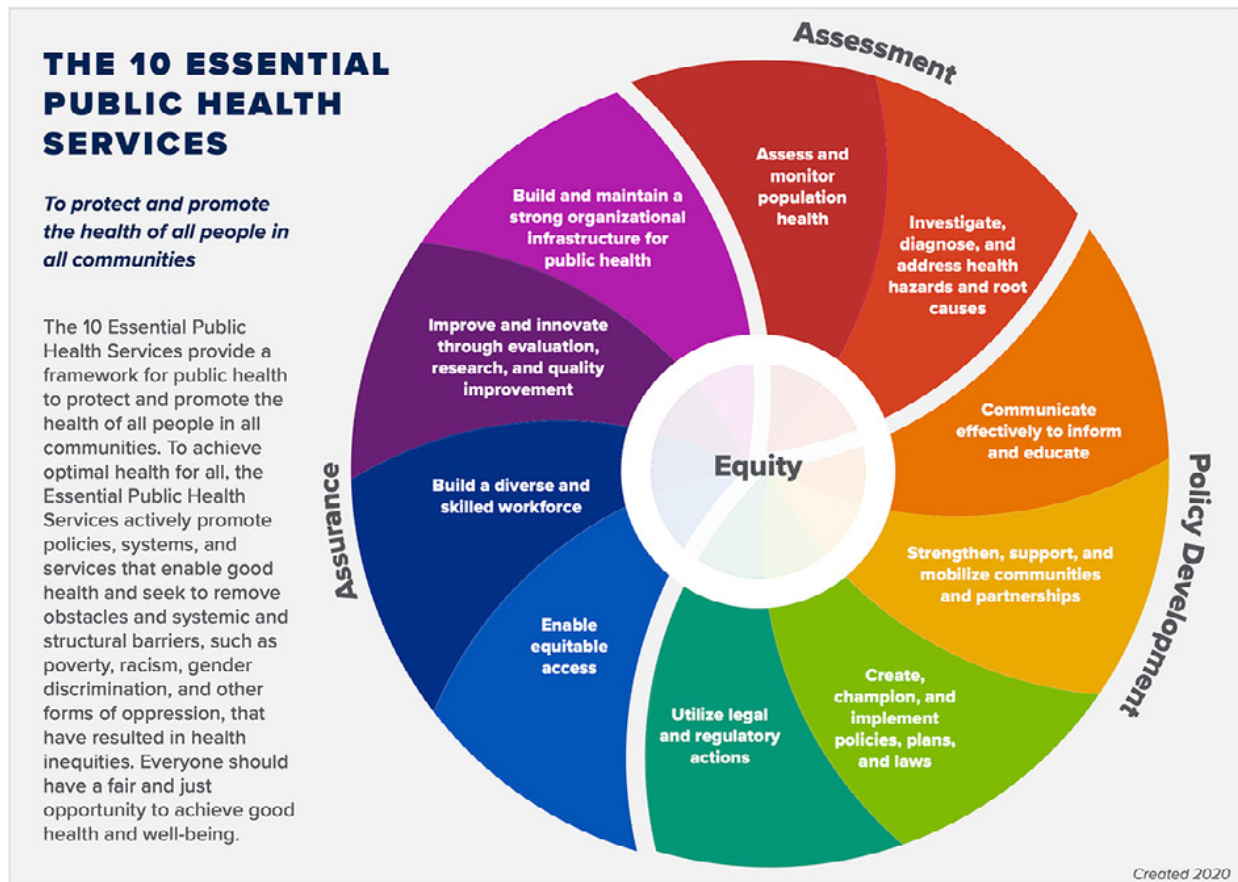 THE 10 ESSENTIAL
PUBLIC HEALTH
SERVICES
To protect and promote
the health of all people in
all communities
The 10 Essential Public
Health Services provide a
framework for public health
to protect and promote the
health of all people in all
communities. To achieve
optimal health for all, the
Essential Public Health
Services actively promote
policies, systems, and
services that enable good
health and seek to remove
obstacles and systemic and
structural barriers, such as
poverty, racism, gender
discrimination, and other
forms of oppression, that
have resulted in health
inequities. Everyone should
have a fair and just
opportunity to achieve good
health and well-being.
Assessment
Assess and
monitor
population
health
Investigate,
diagnose, and
address health
hazards and root
causes
Policy Development
Communicate
effectively to inform
and educate
Strengthen, support, and
mobilize communities
and partnerships
Create,
champion, and
implement
policies, plans,
and laws
Utilize legal
and regulatory
actions
Assurance
Enable
equitable
access
Build a diverse and
skilled workforce
Improve and innovate
through evaluation,
research, and quality
improvement
Build and maintain a
strong organizational
infrastructure for
public health
Equity
Created 2020